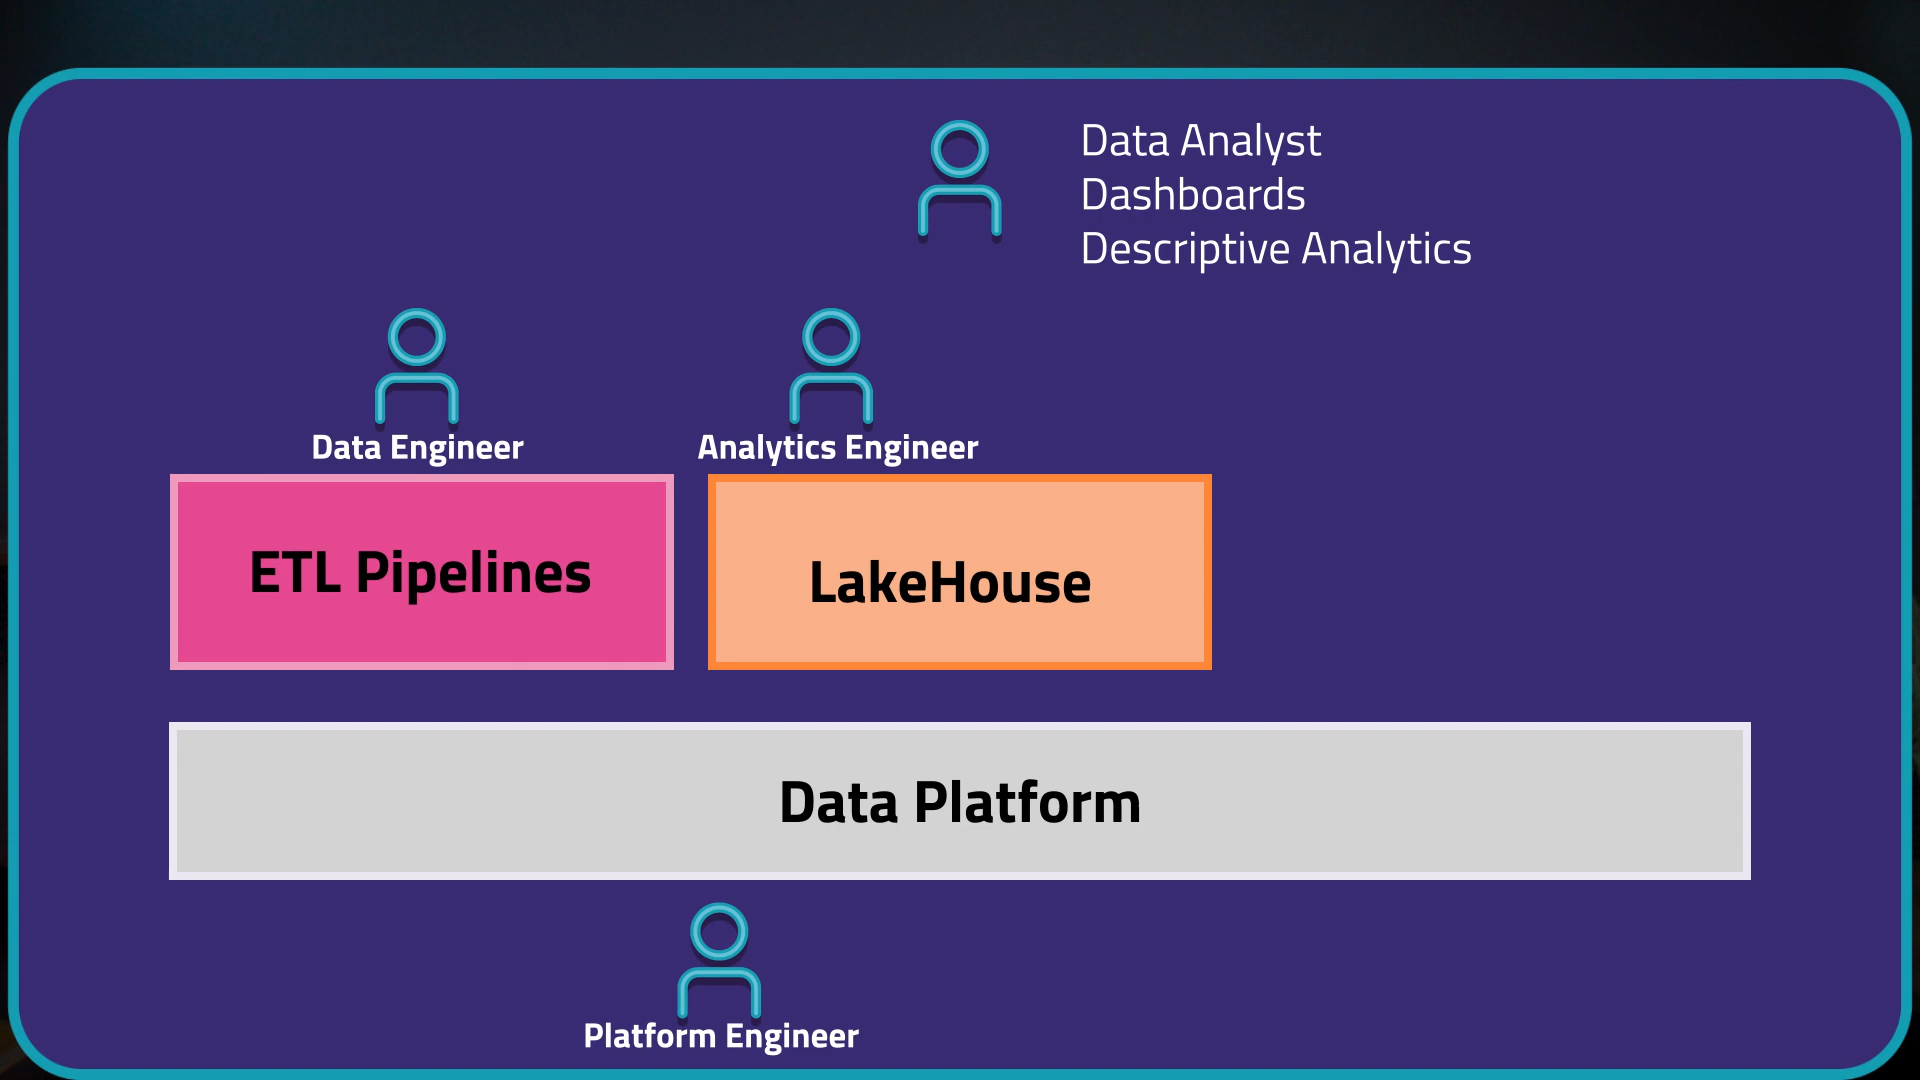 Data Analyst
Dashboards
Descriptive Analytics
Data Engineer
Analytics Engineer
ETL Pipelines
LakeHouse
Data Platform
Platform Engineer